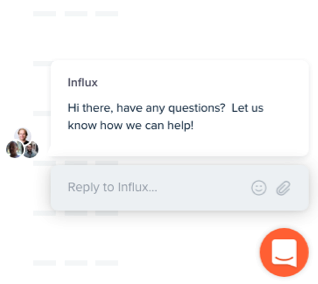 Influx
Hi there, have any questions?  Let us
know how we can help!
Reply to Influx...